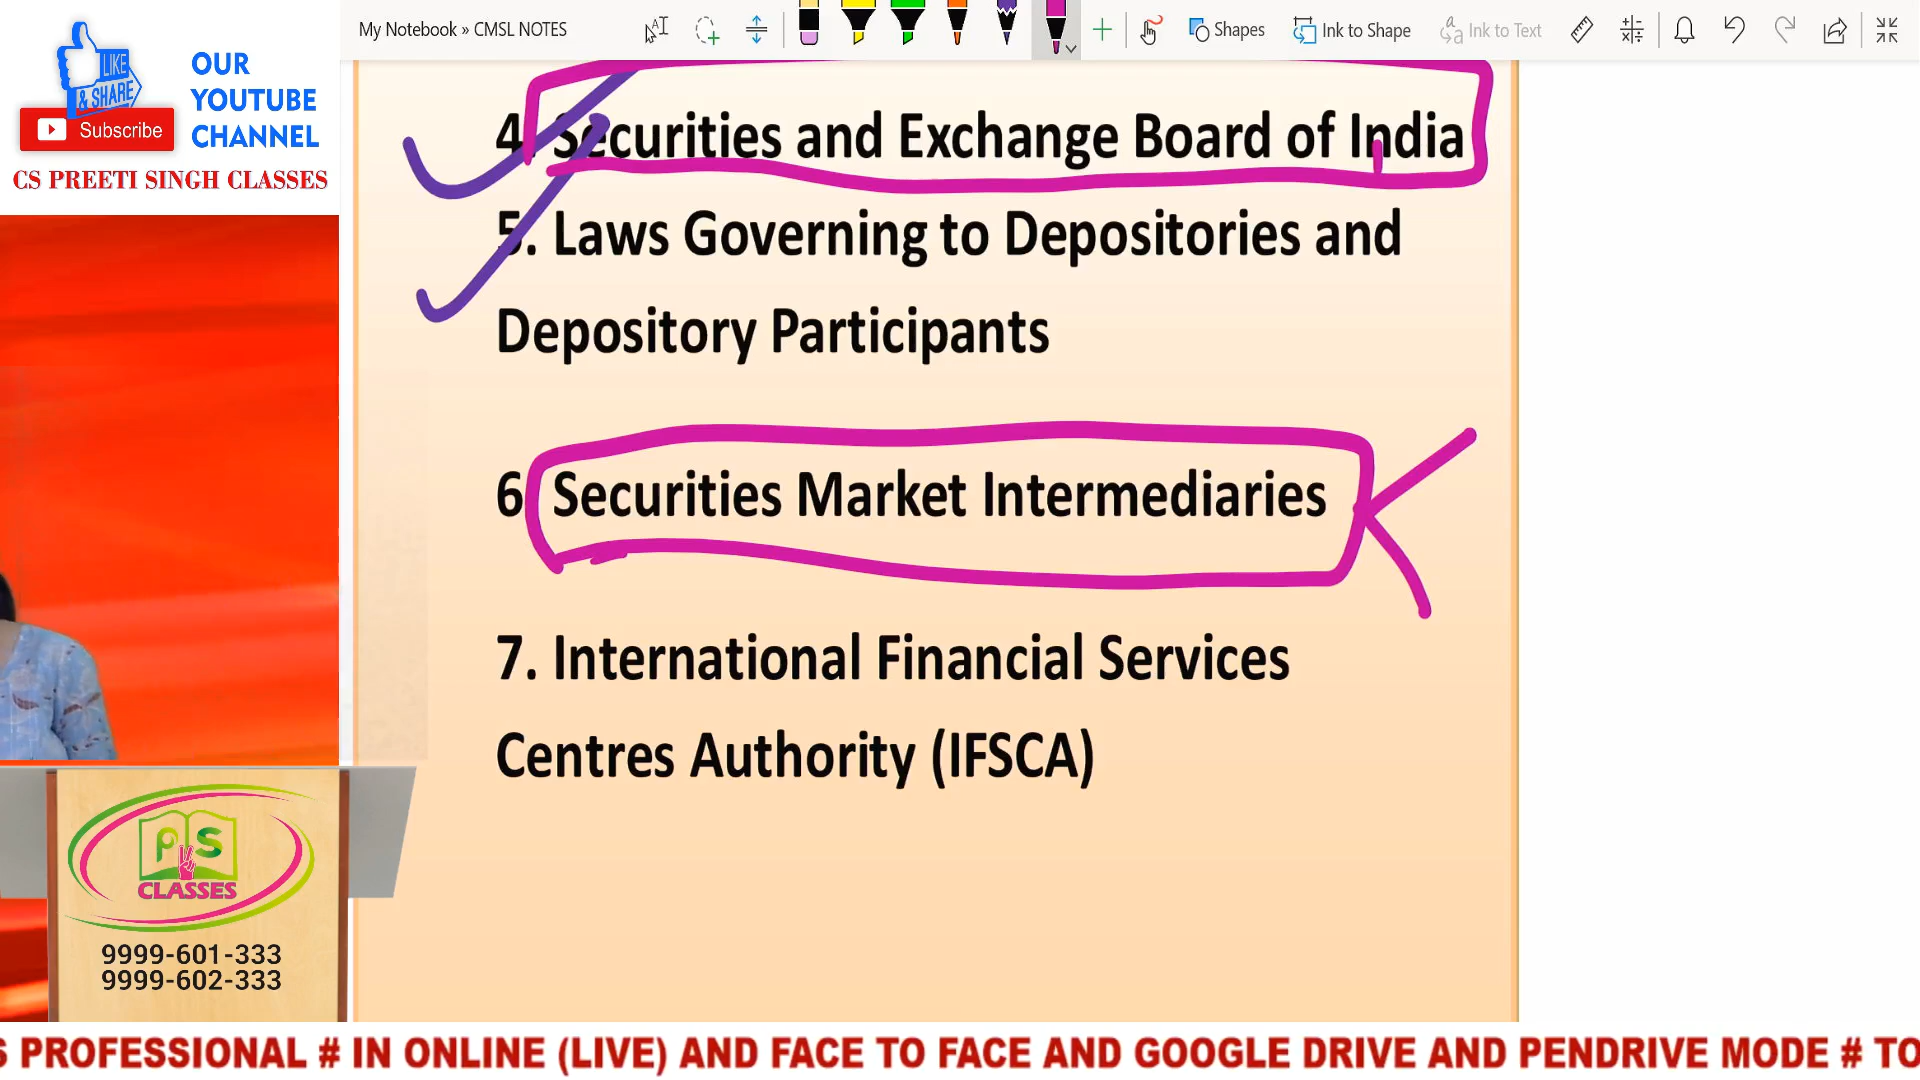 My Notebook » CMSL NOTES
Shapes
Ink to Shape
Ink to Text
LIKE
& SHARE
Subscribe
OUR
YOUTUBE
CHANNEL
CS PREETI SINGH CLASSES
4. Securities and Exchange Board of India
5. Laws Governing to Depositories and
Depository Participants
6 Securities Market Intermediaries
7. International Financial Services
Centres Authority (IFSCA)
PS
CLASSES
9999-601-333
9999-602-333
S PROFESSIONAL # IN ONLINE (LIVE) AND FACE TO FACE AND GOOGLE DRIVE AND PENDRIVE MODE # TO